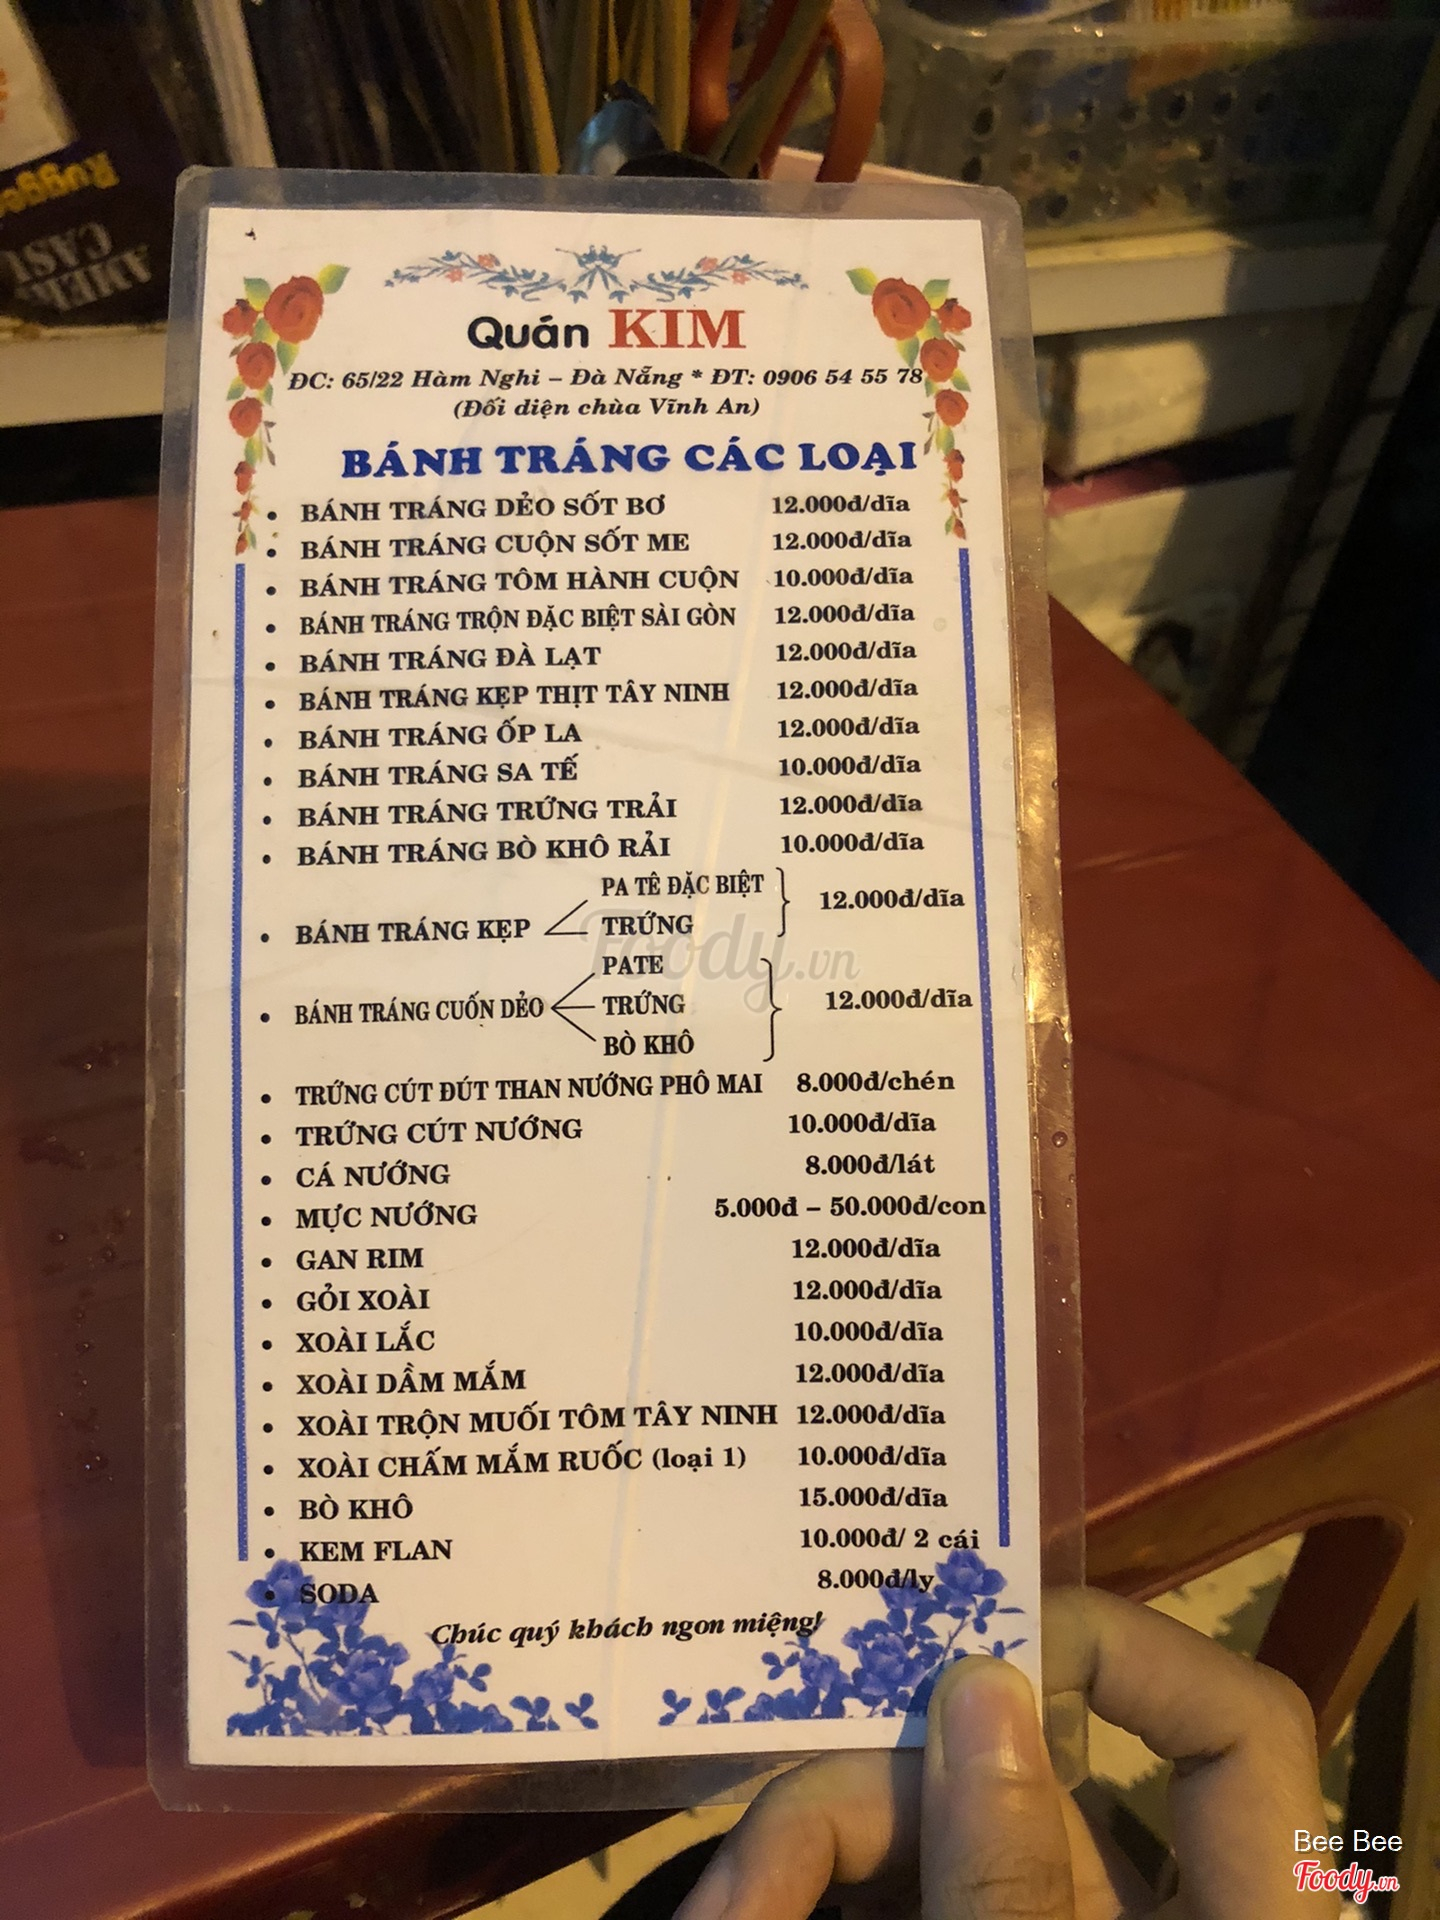 Quán KIM
ĐC: 65/22 Hàm Nghi – Đà Nẵng * ĐT: 0906 54 55 78
(Đối diện chùa Vĩnh An)
BÁNH TRÁNG CÁC LOẠI
• BÁNH TRÁNG DẺO SỐT BƠ 12.000đ/dĩa
• BÁNH TRÁNG CUỘN SỐT ME 12.000đ/dĩa
• BÁNH TRÁNG TÔM HÀNH CUỘN 10.000đ/dĩa
• BÁNH TRÁNG TRỘN ĐẶC BIỆT SÀI GÒN 12.000đ/dĩa
• BÁNH TRÁNG ĐÀ LẠT 12.000đ/dĩa
• BÁNH TRÁNG KẸP THỊT TÂY NINH 12.000đ/dĩa
• BÁNH TRÁNG ỐP LA 12.000đ/dĩa
• BÁNH TRÁNG SA TẾ 10.000đ/dĩa
• BÁNH TRÁNG TRỨNG TRẢI 12.000đ/dĩa
• BÁNH TRÁNG BÒ KHÔ RẢI 10.000đ/dĩa
PA TÊ ĐẶC BIỆT
• BÁNH TRÁNG KẸP TRỨNG 12.000đ/dĩa
PATE
• BÁNH TRÁNG CUỐN DẺO TRỨNG 12.000đ/dĩa
BÒ KHÔ
• TRỨNG CÚT ĐÚT THAN NƯỚNG PHÔ MAI 8.000đ/chén
• TRỨNG CÚT NƯỚNG 10.000đ/dĩa
• CÁ NƯỚNG 8.000đ/lát
• MỰC NƯỚNG 5.000đ – 50.000đ/con
• GAN RIM 12.000đ/dĩa
• GỎI XOÀI 12.000đ/dĩa
• XOÀI LẮC 10.000đ/dĩa
• XOÀI DẦM MẮM 12.000đ/dĩa
• XOÀI TRỘN MUỐI TÔM TÂY NINH 12.000đ/dĩa
• XOÀI CHẤM MẮM RUỐC (loại 1) 10.000đ/dĩa
• BÒ KHÔ 15.000đ/dĩa
• KEM FLAN 10.000đ/ 2 cái
• SODA 8.000đ/ly
Chúc quý khách ngon miệng!
Foody.vn
Bee Bee
Foody.vn